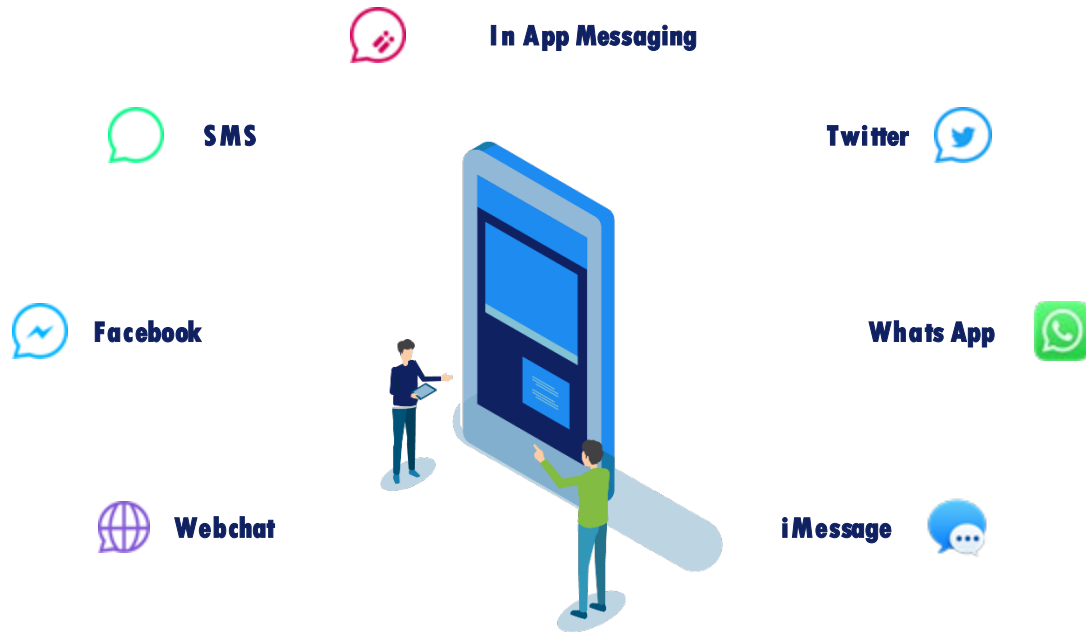 In App Messaging
SMS
Twitter
Facebook
Whats App
Webchat
iMessage